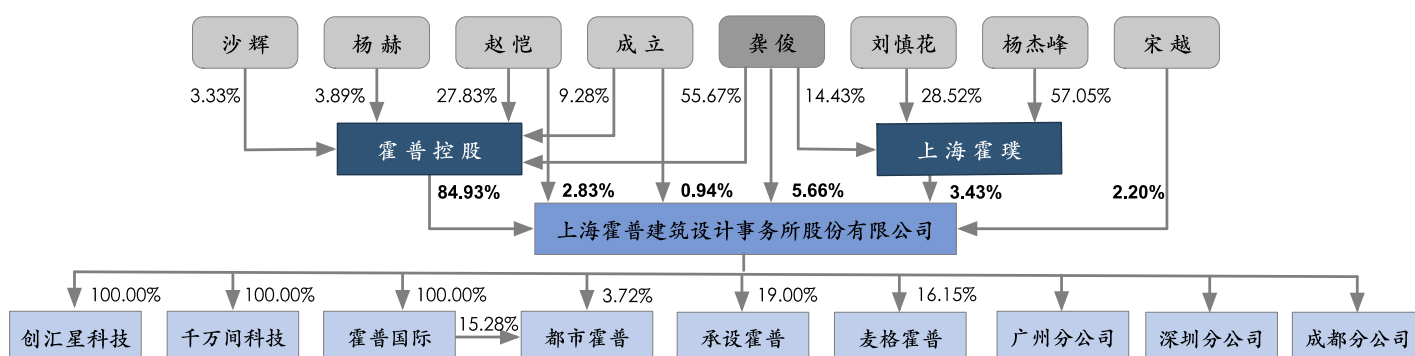 沙辉 杨赫 赵恺 成立 龚俊 刘慎花 杨杰峰 宋越
3.33% 3.89% 27.83% 9.28% 55.67% 14.43% 28.52% 57.05%
霍普控股 上海霍璞
84.93% 2.83% 0.94% 5.66% 3.43% 2.20%
上海霍普建筑设计事务所股份有限公司
100.00% 100.00% 100.00% 3.72% 19.00% 16.15%
创汇星科技 千万间科技 霍普国际 15.28% 都市霍普 承设霍普 麦格霍普 广州分公司 深圳分公司 成都分公司